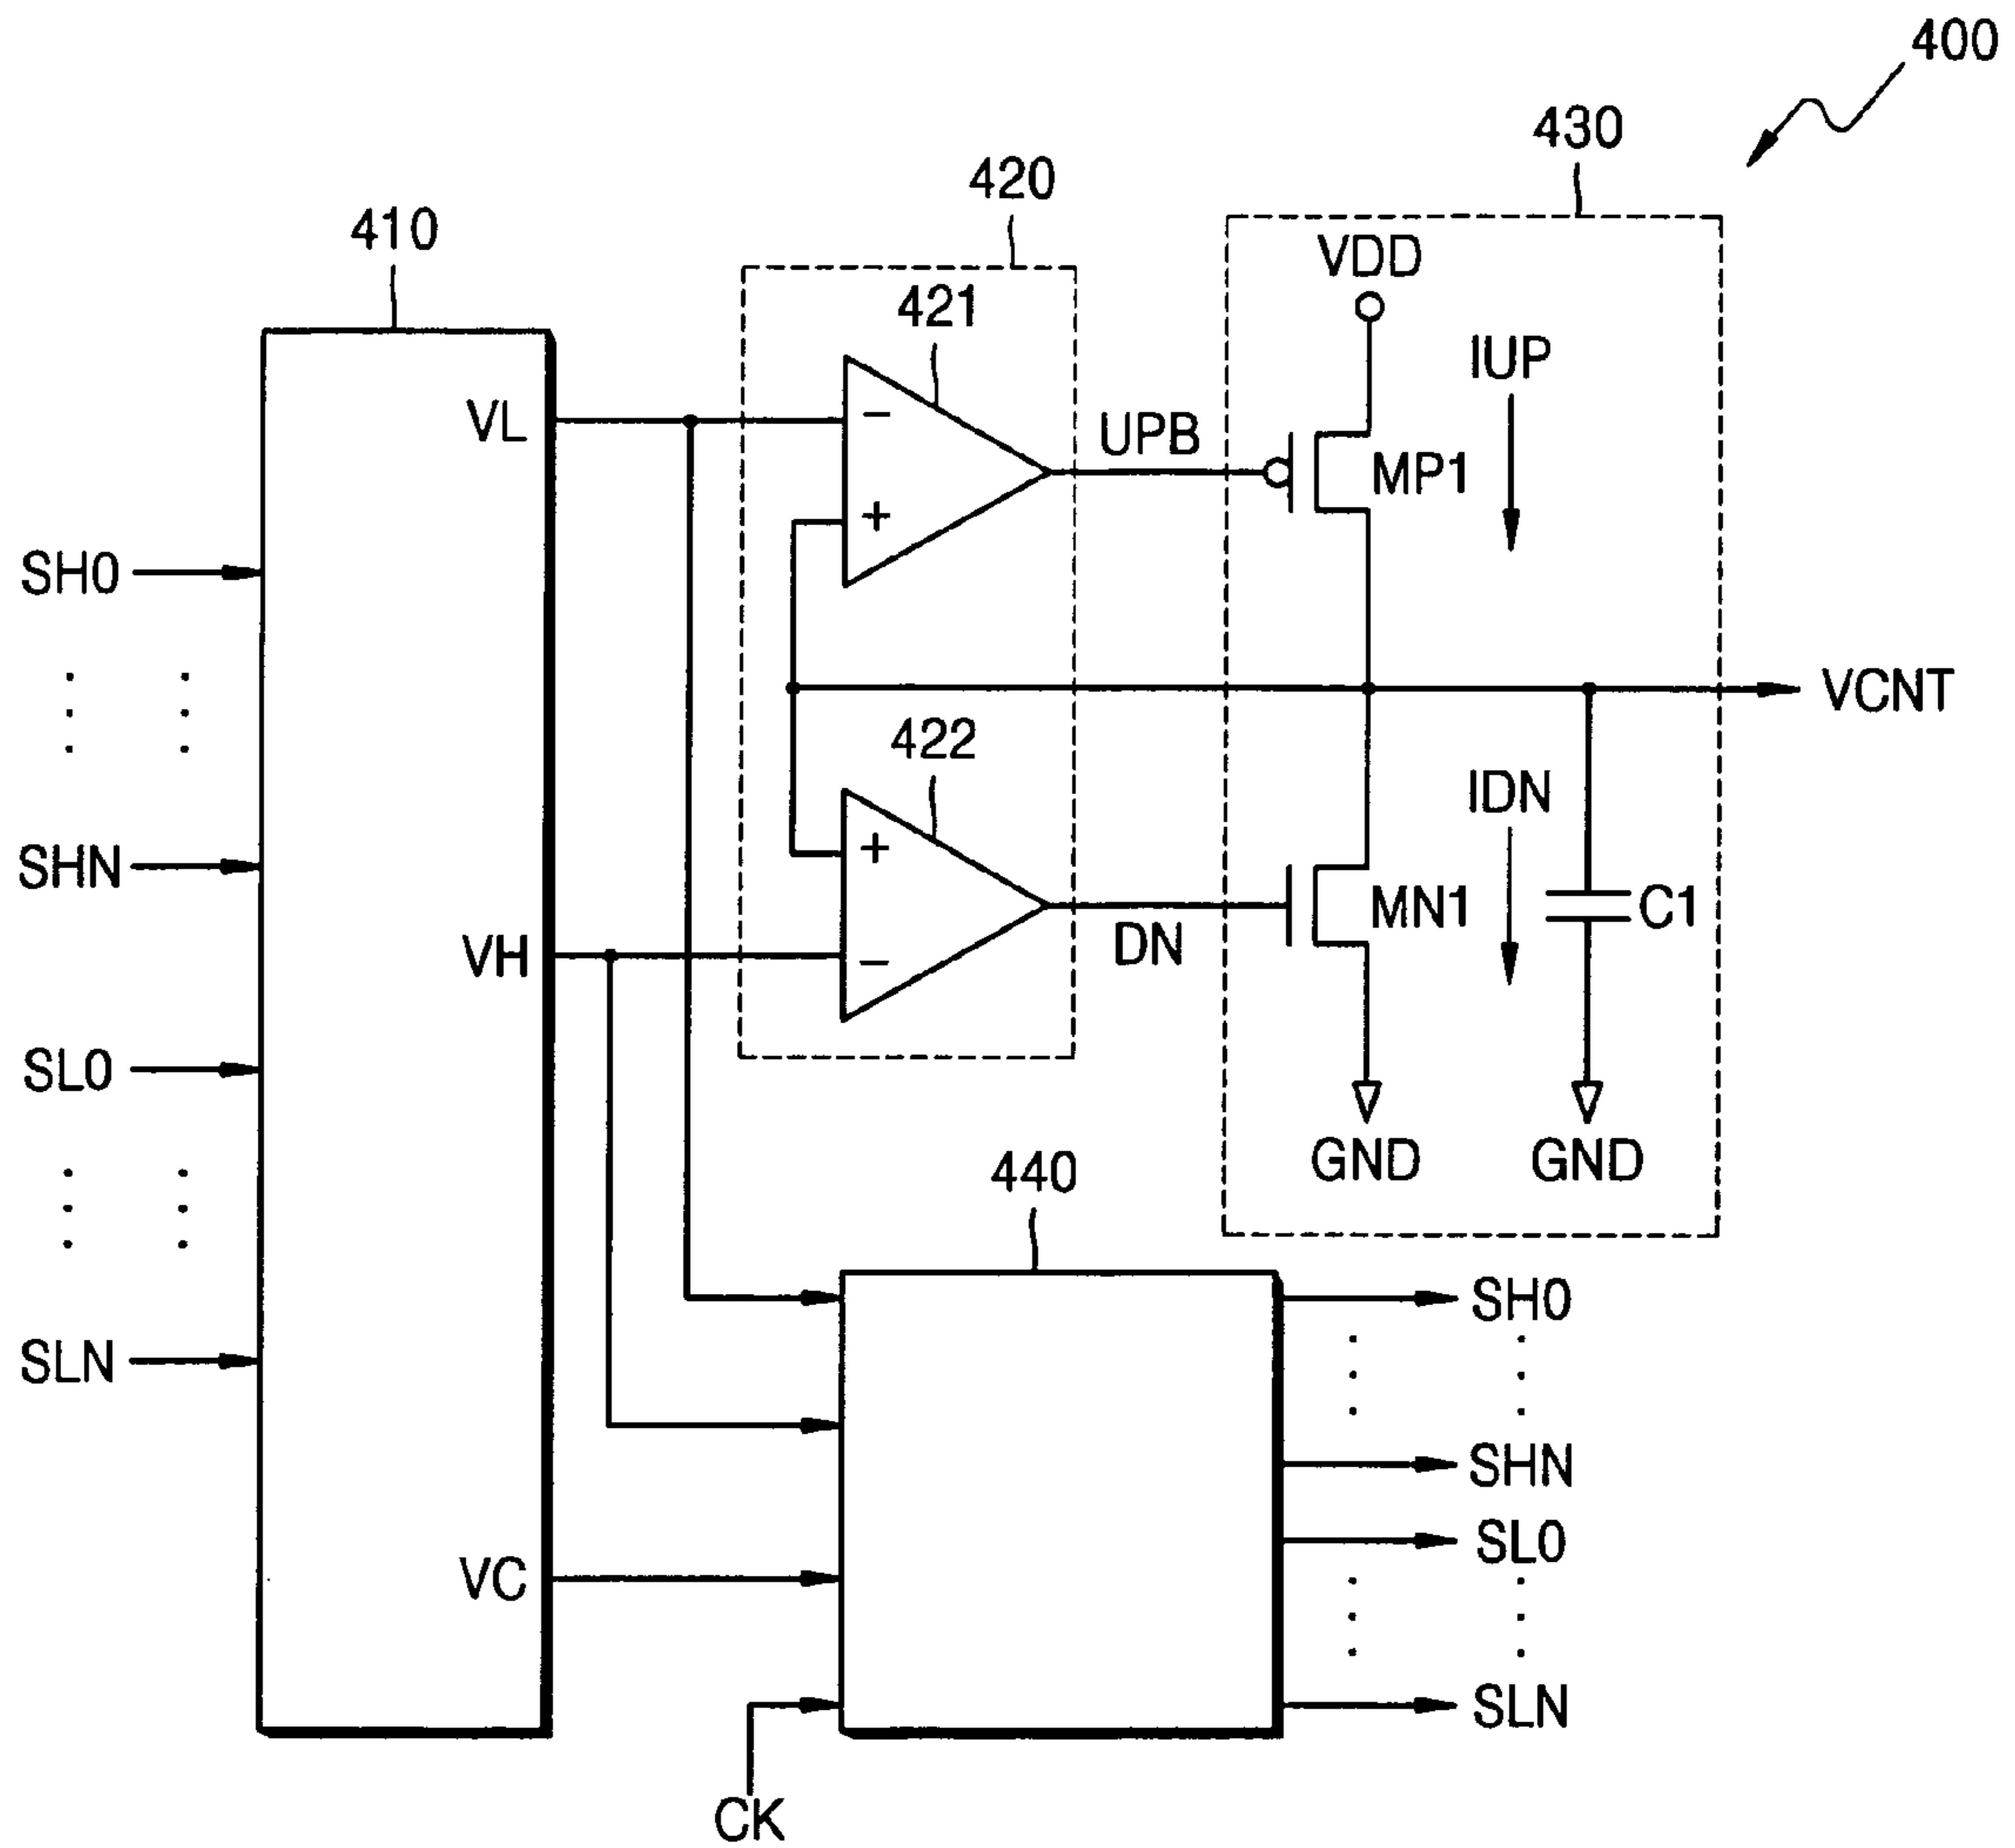 400
430
420
410
VDD
421
IUP
VL
−
UPB
MP1
+
SH0
VCNT
422
IDN
SHN
+
MN1
C1
DN
VH
−
SL0
GND
GND
440
SH0
SLN
SHN
SL0
VC
SLN
CK